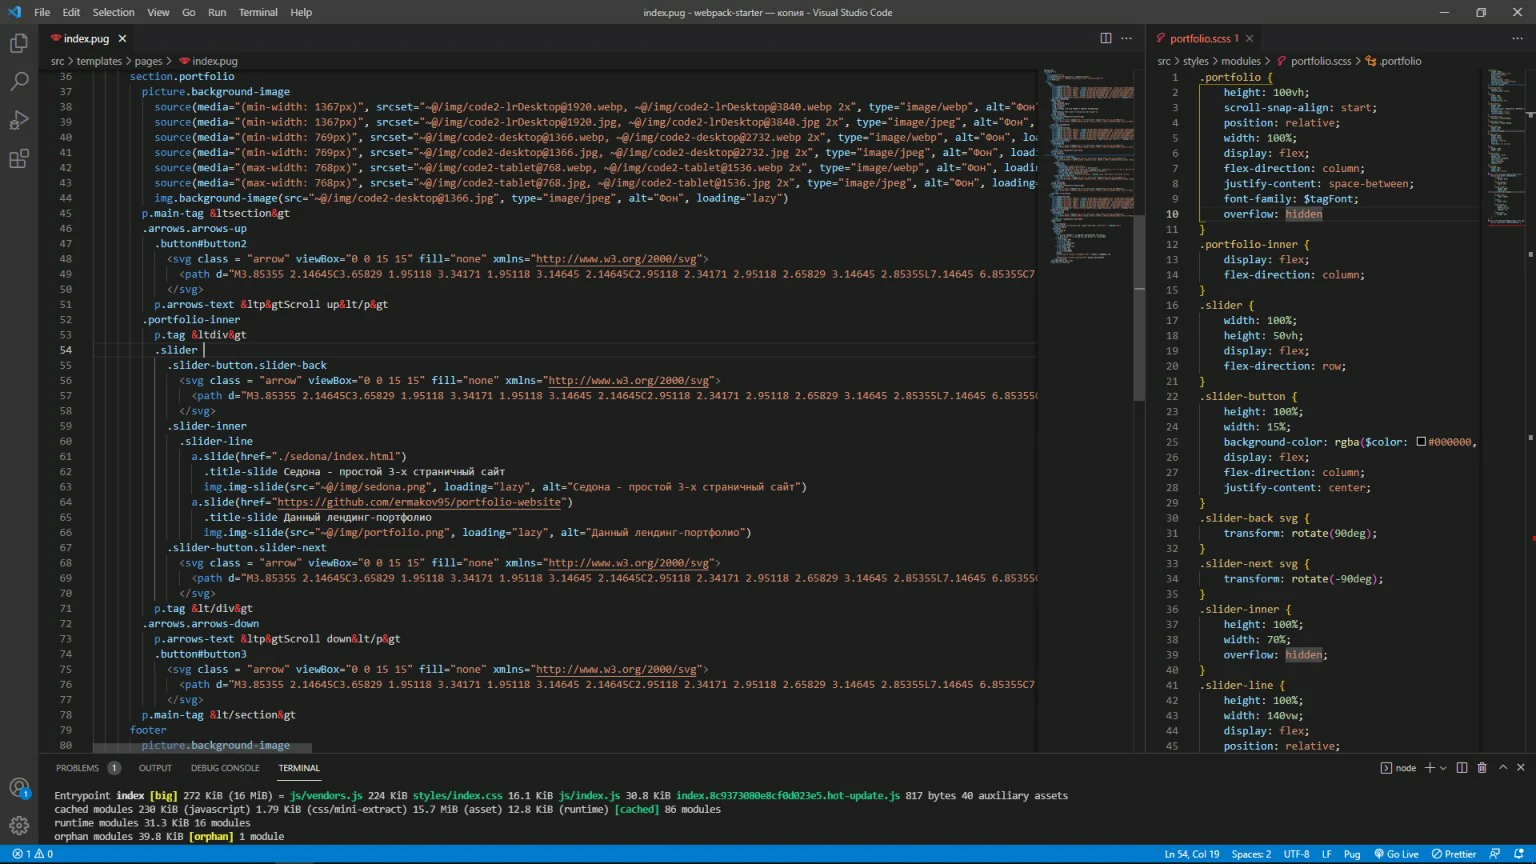 File Edit Selection View Go Run Terminal Help
index.pug - webpack-starter — копия - Visual Studio Code
index.pug
src > templates > pages > index.pug
36 section.portfolio
37 picture.background-image
38 source(media="(min-width: 1367px)", srcset="~@/img/code2-lrDesktop@1920.webp, ~@/img/code2-lrDesktop@3840.webp 2x", type="image/webp", alt="Фон"
39 source(media="(min-width: 1367px)", srcset="~@/img/code2-lrDesktop@1920.jpg, ~@/img/code2-lrDesktop@3840.jpg 2x", type="image/jpeg", alt="Фон",
40 source(media="(min-width: 769px)", srcset="~@/img/code2-desktop@1366.webp, ~@/img/code2-desktop@2732.webp 2x", type="image/webp", alt="Фон", loa
41 source(media="(min-width: 769px)", srcset="~@/img/code2-desktop@1366.jpg, ~@/img/code2-desktop@2732.jpg 2x", type="image/jpeg", alt="Фон", load
42 source(media="(max-width: 768px)", srcset="~@/img/code2-tablet@768.webp, ~@/img/code2-tablet@1536.webp 2x", type="image/webp", alt="Фон", loadi
43 source(media="(max-width: 768px)", srcset="~@/img/code2-tablet@768.jpg, ~@/img/code2-tablet@1536.jpg 2x", type="image/jpeg", alt="Фон", loading=
44 img.background-image(src="~@/img/code2-desktop@1366.jpg", type="image/jpeg", alt="Фон", loading="lazy")
45 p.main-tag &ltsection&gt
46 .arrows.arrows-up
47 .button#button2
48 <svg class = "arrow" viewBox="0 0 15 15" fill="none" xmlns="http://www.w3.org/2000/svg">
49 <path d="M3.85355 2.14645C3.65829 1.95118 3.34171 1.95118 3.14645 2.14645C2.95118 2.34171 2.95118 2.65829 3.14645 2.85355L7.14645 6.85355C7
50 </svg>
51 p.arrows-text &ltp&gtScroll up&lt/p&gt
52 .portfolio-inner
53 p.tag &ltdiv&gt
54 .slider
55 .slider-button.slider-back
56 <svg class = "arrow" viewBox="0 0 15 15" fill="none" xmlns="http://www.w3.org/2000/svg">
57 <path d="M3.85355 2.14645C3.65829 1.95118 3.34171 1.95118 3.14645 2.14645C2.95118 2.34171 2.95118 2.65829 3.14645 2.85355L7.14645 6.85355C
58 </svg>
59 .slider-inner
60 .slider-line
61 a.slide(href="./sedona/index.html")
62 .title-slide Седона - простой 3-х страничный сайт
63 img.img-slide(src="~@/img/sedona.png", loading="lazy", alt="Седона - простой 3-х страничный сайт")
64 a.slide(href="https://github.com/ermakov95/portfolio-website")
65 .title-slide Данный лендинг-портфолио
66 img.img-slide(src="~@/img/portfolio.png", loading="lazy", alt="Данный лендинг-портфолио")
67 .slider-button.slider-next
68 <svg class = "arrow" viewBox="0 0 15 15" fill="none" xmlns="http://www.w3.org/2000/svg">
69 <path d="M3.85355 2.14645C3.65829 1.95118 3.34171 1.95118 3.14645 2.14645C2.95118 2.34171 2.95118 2.65829 3.14645 2.85355L7.14645 6.85355C
70 </svg>
71 p.tag &lt/div&gt
72 .arrows.arrows-down
73 p.arrows-text &ltp&gtScroll down&lt/p&gt
74 .button#button3
75 <svg class = "arrow" viewBox="0 0 15 15" fill="none" xmlns="http://www.w3.org/2000/svg">
76 <path d="M3.85355 2.14645C3.65829 1.95118 3.34171 1.95118 3.14645 2.14645C2.95118 2.34171 2.95118 2.65829 3.14645 2.85355L7.14645 6.85355C7
77 </svg>
78 p.main-tag &lt/section&gt
79 footer
80 picture.background-image
portfolio.scss 1
src > styles > modules > portfolio.scss > .portfolio
1 .portfolio {
2 height: 100vh;
3 scroll-snap-align: start;
4 position: relative;
5 width: 100%;
6 display: flex;
7 flex-direction: column;
8 justify-content: space-between;
9 font-family: $tagFont;
10 overflow: hidden
11 }
12 .portfolio-inner {
13 display: flex;
14 flex-direction: column;
15 }
16 .slider {
17 width: 100%;
18 height: 50vh;
19 display: flex;
20 flex-direction: row;
21 }
22 .slider-button {
23 height: 100%;
24 width: 15%;
25 background-color: rgba($color: #000000,
26 display: flex;
27 flex-direction: column;
28 justify-content: center;
29 }
30 .slider-back svg {
31 transform: rotate(90deg);
32 }
33 .slider-next svg {
34 transform: rotate(-90deg);
35 }
36 .slider-inner {
37 height: 100%;
38 width: 70%;
39 overflow: hidden;
40 }
41 .slider-line {
42 height: 100%;
43 width: 140vw;
44 display: flex;
45 position: relative;
PROBLEMS 1 OUTPUT DEBUG CONSOLE TERMINAL
node
Entrypoint index [big] 272 KiB (16 MiB) = js/vendors.js 224 KiB styles/index.css 16.1 KiB js/index.js 30.8 KiB index.8c9373080e8cf0d023e5.hot-update.js 817 bytes 40 auxiliary assets
cached modules 230 KiB (javascript) 1.79 KiB (css/mini-extract) 15.7 MiB (asset) 12.8 KiB (runtime) [cached] 86 modules
runtime modules 31.3 KiB 16 modules
orphan modules 39.8 KiB [orphan] 1 module
1 0
Ln 54, Col 19 Spaces: 2 UTF-8 LF Pug Go Live Prettier